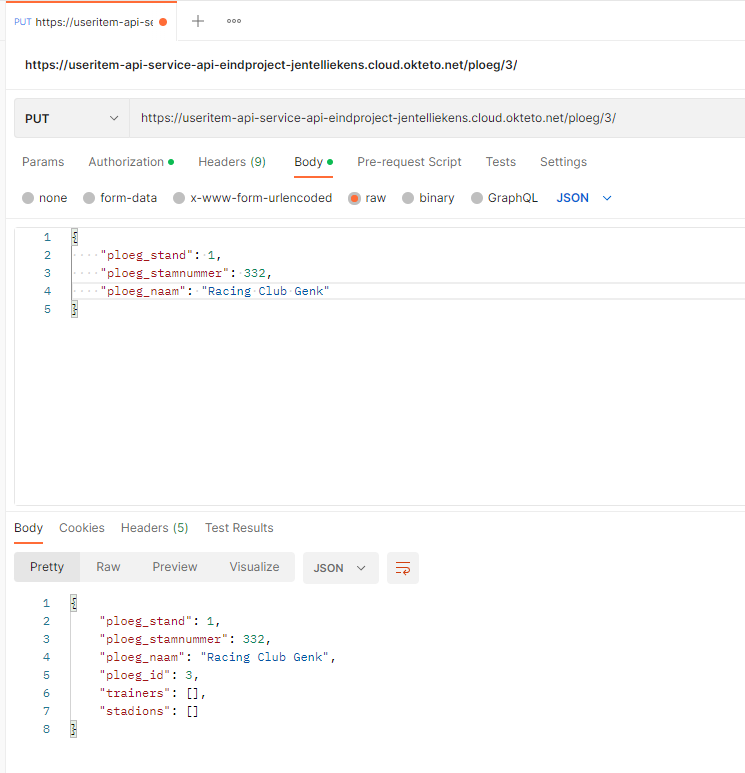 PUT https://useritem-api-se
https://useritem-api-service-api-eindproject-jentelliekens.cloud.okteto.net/ploeg/3/
PUT https://useritem-api-service-api-eindproject-jentelliekens.cloud.okteto.net/ploeg/3/
Params Authorization Headers (9) Body Pre-request Script Tests Settings
none form-data x-www-form-urlencoded raw binary GraphQL JSON
1 {
2 "ploeg_stand": 1,
3 "ploeg_stamnummer": 332,
4 "ploeg_naam": "Racing Club Genk"
5 }
Body Cookies Headers (5) Test Results
Pretty Raw Preview Visualize JSON
1 {
2 "ploeg_stand": 1,
3 "ploeg_stamnummer": 332,
4 "ploeg_naam": "Racing Club Genk",
5 "ploeg_id": 3,
6 "trainers": [],
7 "stadions": []
8 }